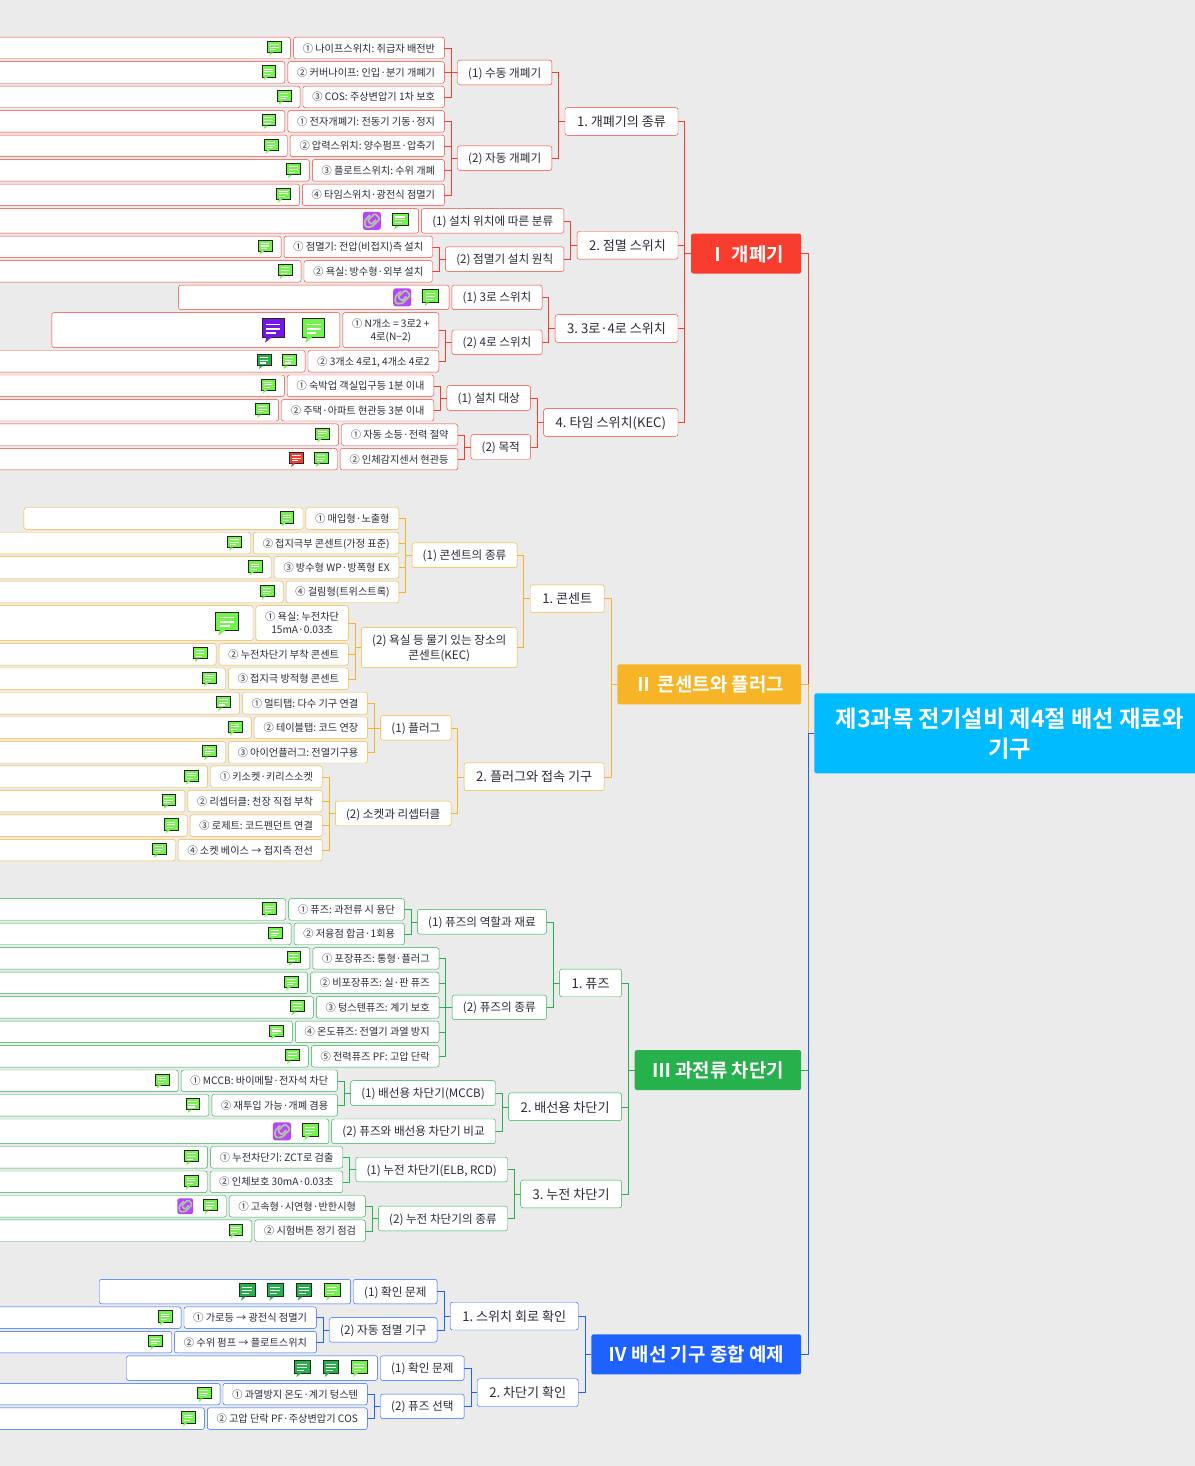 제3과목 전기설비 제4절 배선 재료와
기구
Ⅰ 개폐기
1. 개폐기의 종류
(1) 수동 개폐기
① 나이프스위치: 취급자 배전반
② 커버나이프: 인입·분기 개폐기
③ COS: 주상변압기 1차 보호
(2) 자동 개폐기
① 전자개폐기: 전동기 기동·정지
② 압력스위치: 양수펌프·압축기
③ 플로트스위치: 수위 개폐
④ 타임스위치·광전식 점멸기
2. 점멸 스위치
(1) 설치 위치에 따른 분류
(2) 점멸기 설치 원칙
① 점멸기: 전압(비접지)측 설치
② 욕실: 방수형·외부 설치
3. 3로·4로 스위치
(1) 3로 스위치
(2) 4로 스위치
① N개소 = 3로2 +
4로(N−2)
② 3개소 4로1, 4개소 4로2
4. 타임 스위치(KEC)
(1) 설치 대상
① 숙박업 객실입구등 1분 이내
② 주택·아파트 현관등 3분 이내
(2) 목적
① 자동 소등·전력 절약
② 인체감지센서 현관등
II 콘센트와 플러그
1. 콘센트
(1) 콘센트의 종류
① 매입형·노출형
② 접지극부 콘센트(가정 표준)
③ 방수형 WP·방폭형 EX
④ 걸림형(트위스트록)
(2) 욕실 등 물기 있는 장소의
콘센트(KEC)
① 욕실: 누전차단
15mA·0.03초
② 누전차단기 부착 콘센트
③ 접지극 방적형 콘센트
2. 플러그와 접속 기구
(1) 플러그
① 멀티탭: 다수 기구 연결
② 테이블탭: 코드 연장
③ 아이언플러그: 전열기구용
(2) 소켓과 리셉터클
① 키소켓·키리스소켓
② 리셉터클: 천장 직접 부착
③ 로제트: 코드펜던트 연결
④ 소켓 베이스 → 접지측 전선
III 과전류 차단기
1. 퓨즈
(1) 퓨즈의 역할과 재료
① 퓨즈: 과전류 시 용단
② 저융점 합금·1회용
(2) 퓨즈의 종류
① 포장퓨즈: 통형·플러그
② 비포장퓨즈: 실·판 퓨즈
③ 텅스텐퓨즈: 계기 보호
④ 온도퓨즈: 전열기 과열 방지
⑤ 전력퓨즈 PF: 고압 단락
2. 배선용 차단기
(1) 배선용 차단기(MCCB)
① MCCB: 바이메탈·전자석 차단
② 재투입 가능·개폐 겸용
(2) 퓨즈와 배선용 차단기 비교
3. 누전 차단기
(1) 누전 차단기(ELB, RCD)
① 누전차단기: ZCT로 검출
② 인체보호 30mA·0.03초
(2) 누전 차단기의 종류
① 고속형·시연형·반한시형
② 시험버튼 정기 점검
IV 배선 기구 종합 예제
1. 스위치 회로 확인
(1) 확인 문제
(2) 자동 점멸 기구
① 가로등 → 광전식 점멸기
② 수위 펌프 → 플로트스위치
2. 차단기 확인
(1) 확인 문제
(2) 퓨즈 선택
① 과열방지 온도·계기 텅스텐
② 고압 단락 PF·주상변압기 COS